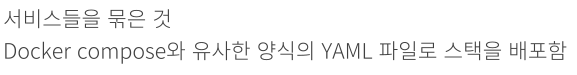 서비스들을 묶은 것
Docker compose와 유사한 양식의 YAML 파일로 스택을 배포함